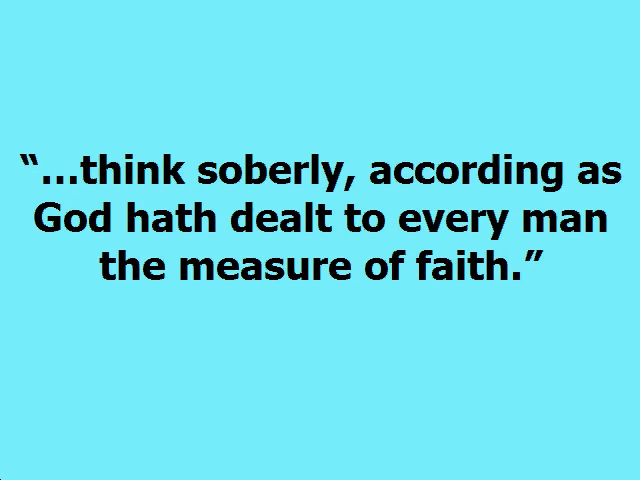 “…think soberly, according as
God hath dealt to every man
the measure of faith.”